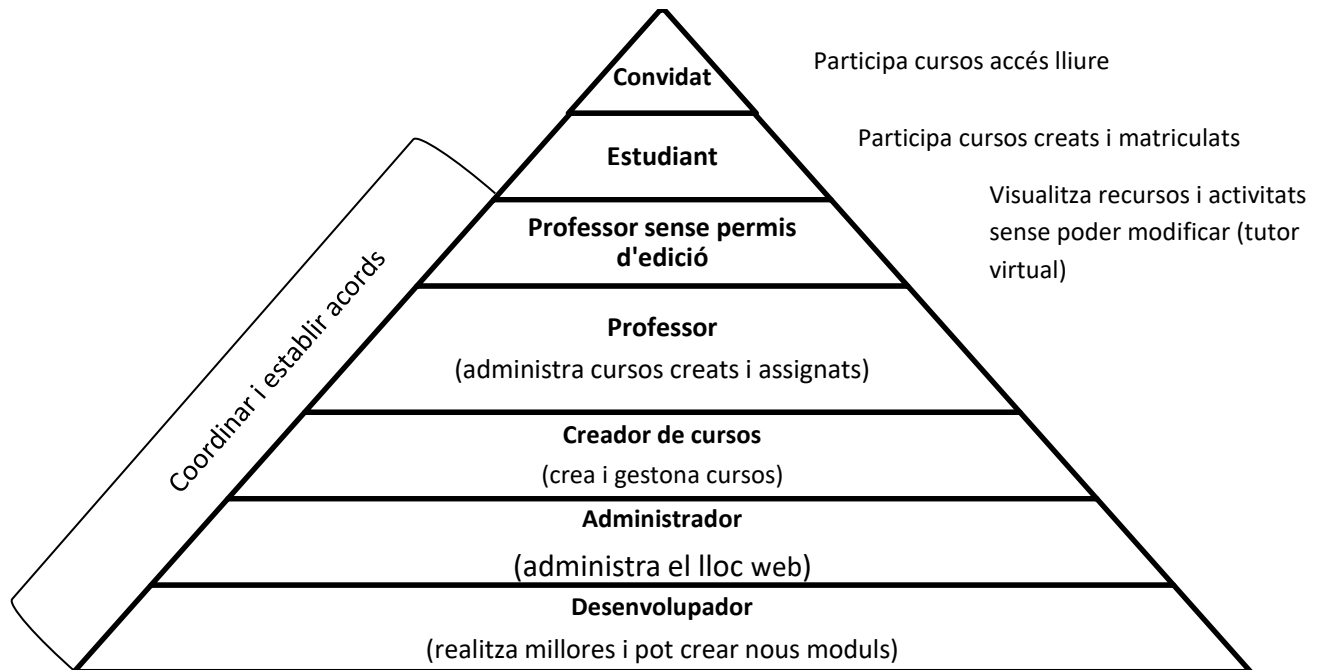 Convidat
Participa cursos accés lliure
Estudiant
Participa cursos creats i matriculats
Professor sense permis
d'edició
Visualitza recursos i activitats
sense poder modificar (tutor
virtual)
Professor
(administra cursos creats i assignats)
Creador de cursos
(crea i gestona cursos)
Administrador
(administra el lloc web)
Desenvolupador
(realitza millores i pot crear nous moduls)
Coordinar i establir acords